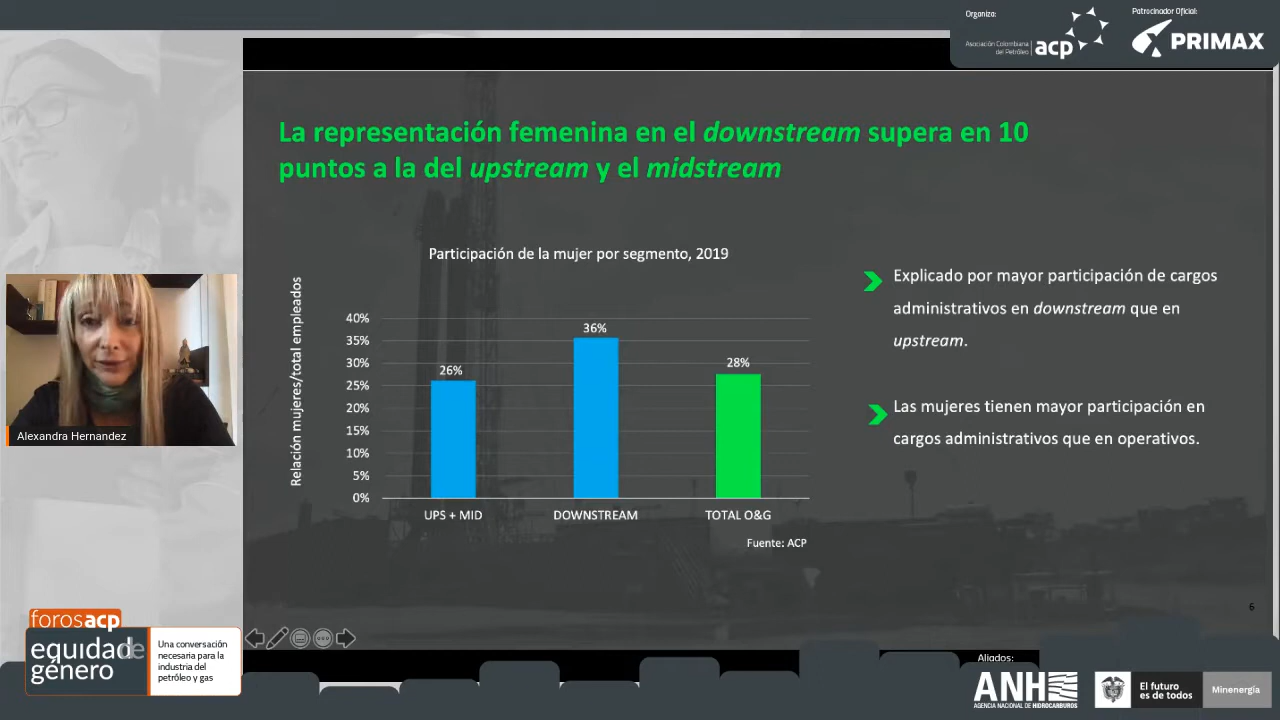 Organiza:
Asociación Colombiana
del Petróleo
acp
Patrocinador Oficial:
PRIMAX
La representación femenina en el downstream supera en 10
puntos a la del upstream y el midstream
Participación de la mujer por segmento, 2019
Relación mujeres/total empleados
40%
35%
30%
25%
20%
15%
10%
5%
0%
26%
36%
28%
UPS + MID
DOWNSTREAM
TOTAL O&G
Fuente: ACP
Explicado por mayor participación de cargos
administrativos en downstream que en
upstream.
Las mujeres tienen mayor participación en
cargos administrativos que en operativos.
6
Alexandra Hernandez
forosacp
equidad de
género
Una conversación
necesaria para la
industria del
petróleo y gas
Aliados:
ANH
AGENCIA NACIONAL DE HIDROCARBUROS
El futuro
es de todos
Minenergía